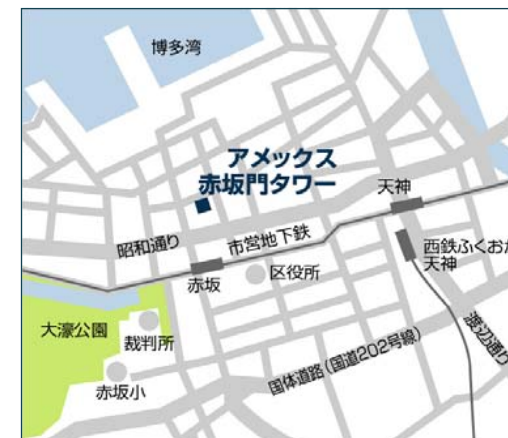 博多湾
アメックス
赤坂門タワー
天神
昭和通り
市営地下鉄
西鉄ふくおか
天神
赤坂
区役所
大濠公園
裁判所
渡辺通り
国体道路(国道202号線)
赤坂小